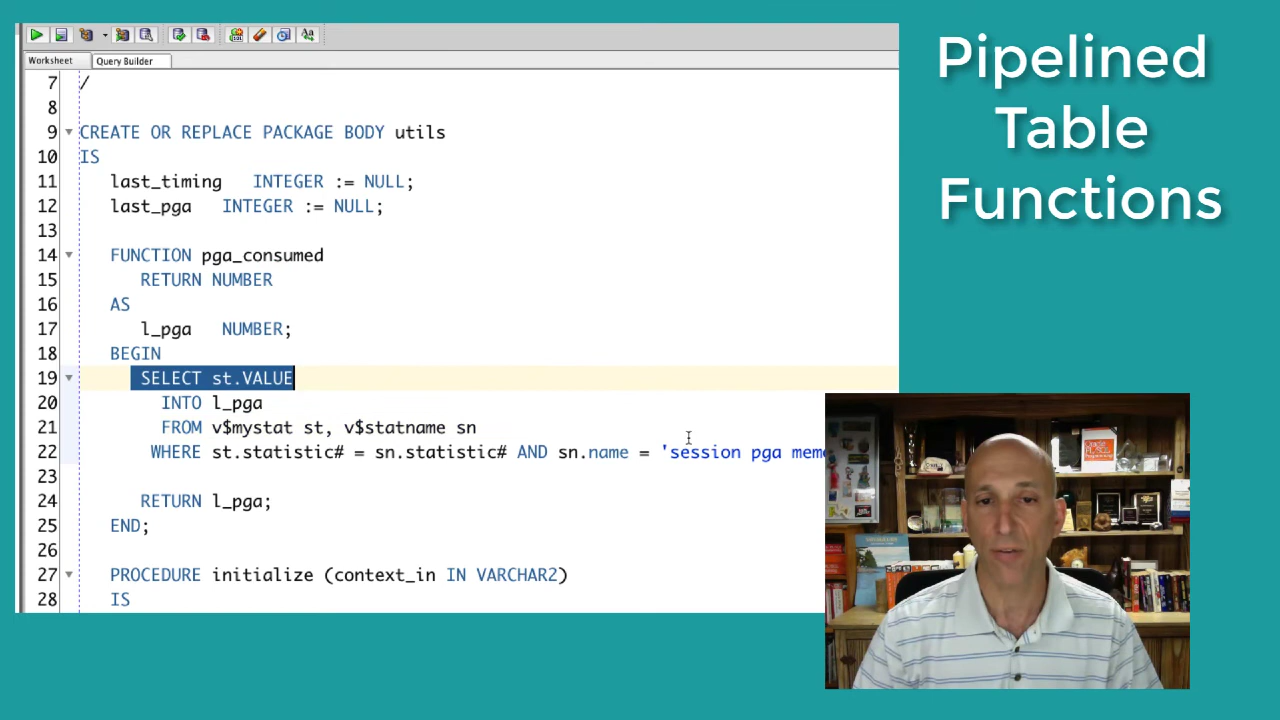 Worksheet Query Builder
7 /
8
9 CREATE OR REPLACE PACKAGE BODY utils
10 IS
11 last_timing INTEGER := NULL;
12 last_pga INTEGER := NULL;
13
14 FUNCTION pga_consumed
15 RETURN NUMBER
16 AS
17 l_pga NUMBER;
18 BEGIN
19 SELECT st.VALUE
20 INTO l_pga
21 FROM v$mystat st, v$statname sn
22 WHERE st.statistic# = sn.statistic# AND sn.name = 'session pga
23
24 RETURN l_pga;
25 END;
26
27 PROCEDURE initialize (context_in IN VARCHAR2)
28 IS
Pipelined
Table
Functions